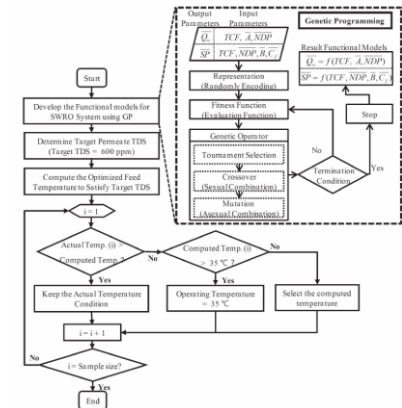 Output Input
Parameters Parameters
Genetic Programming
Q_w TCF, A, NDP
SP TCF, NDP, B, C_f
Result Functional Models
Q_w = f(TCF, A, NDP)
SP = f(TCF, NDP, B, C_f)
Start
Representation
(Randomly Encoding)
Develop the Functional models for
SWRO System using GP
Fitness Function
(Evaluation Function)
Stop
Determine Target Permeate TDS
(Target TDS = 600 ppm)
Genetic Operator
No
Tournament Selection
Yes
Compute the Optimized Feed
Temperature to Satisfy Target TDS
Crossover
(Sexual Combination)
Termination
Condition
Mutation
(Asexual Combination)
i = 1
Actual Temp. (i) >
Computed Temp. ?
No
Computed Temp. (i)
> 35 ℃ ?
No
Yes
Yes
Keep the Actual Temperature
Condition
Operating Temperature
= 35 ℃
Select the computed
temperature
i = i + 1
No
i = Sample size?
Yes
End